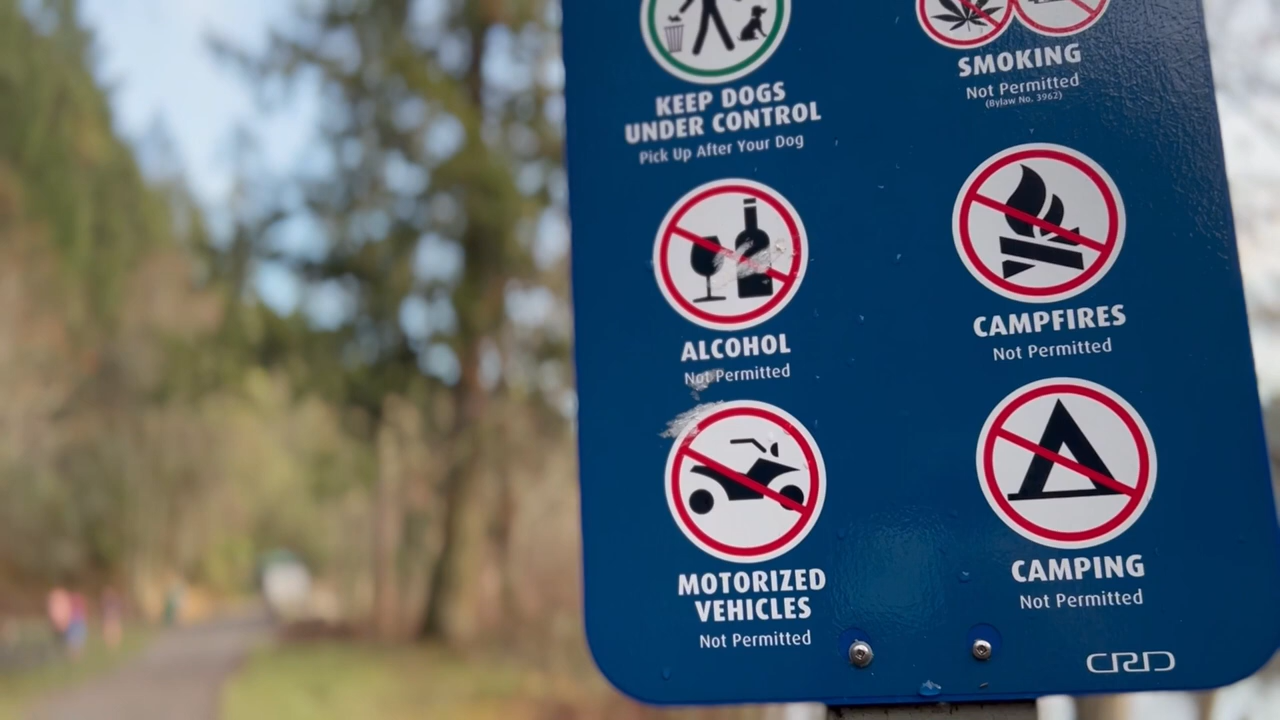 KEEP DOGS
UNDER CONTROL
Pick Up After Your Dog
SMOKING
Not Permitted
(Bylaw No. 3962)
ALCOHOL
Not Permitted
CAMPFIRES
Not Permitted
MOTORIZED
VEHICLES
Not Permitted
CAMPING
Not Permitted
CRD